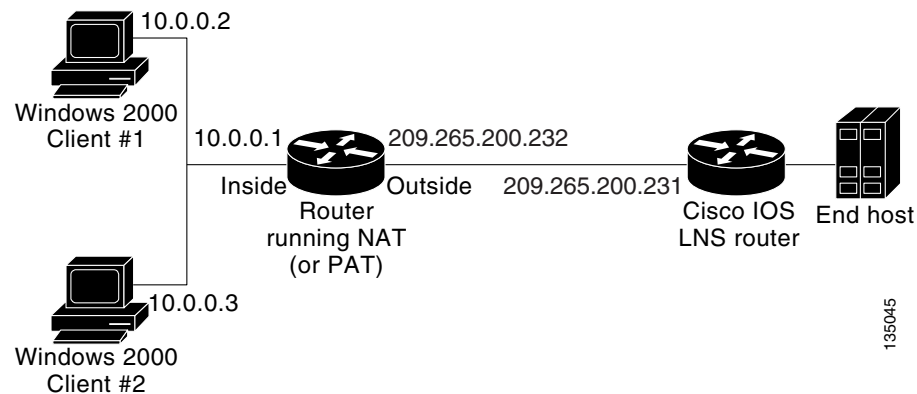 10.0.0.2
Windows 2000
Client #1
10.0.0.1
209.265.200.232
Inside
Outside
209.265.200.231
Router
running NAT
(or PAT)
Cisco IOS
LNS router
End host
10.0.0.3
Windows 2000
Client #2
135045